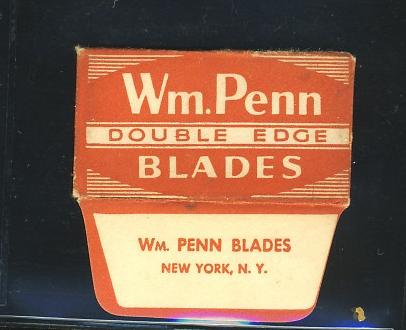 Wm. Penn
DOUBLE EDGE
BLADES
WM. PENN BLADES
NEW YORK, N. Y.